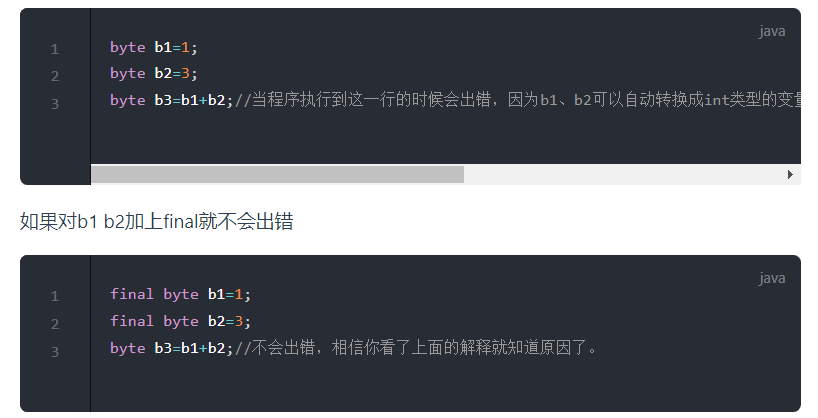 java
1 byte b1=1;
2 byte b2=3;
3 byte b3=b1+b2;//当程序执行到这一行的时候会出错，因为b1、b2可以自动转换成int类型的变
如果对b1 b2加上final就不会出错
java
1 final byte b1=1;
2 final byte b2=3;
3 byte b3=b1+b2;//不会出错，相信你看了上面的解释就知道原因了。